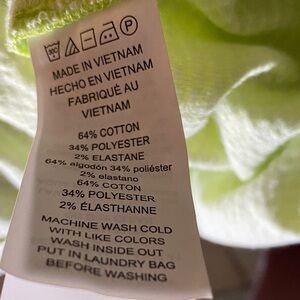 MADE IN VIETNAM
HECHO EN VIETNAM
FABRIQUÉ AU
VIETNAM
64% COTTON
34% POLYESTER
2% ELASTANE
64% algodón 34% poliéster
2% elastano
64% COTON
34% POLYESTER
2% ÉLASTHANNE
MACHINE WASH COLD
WITH LIKE COLORS
WASH INSIDE OUT
PUT IN LAUNDRY BAG
BEFORE WASHING